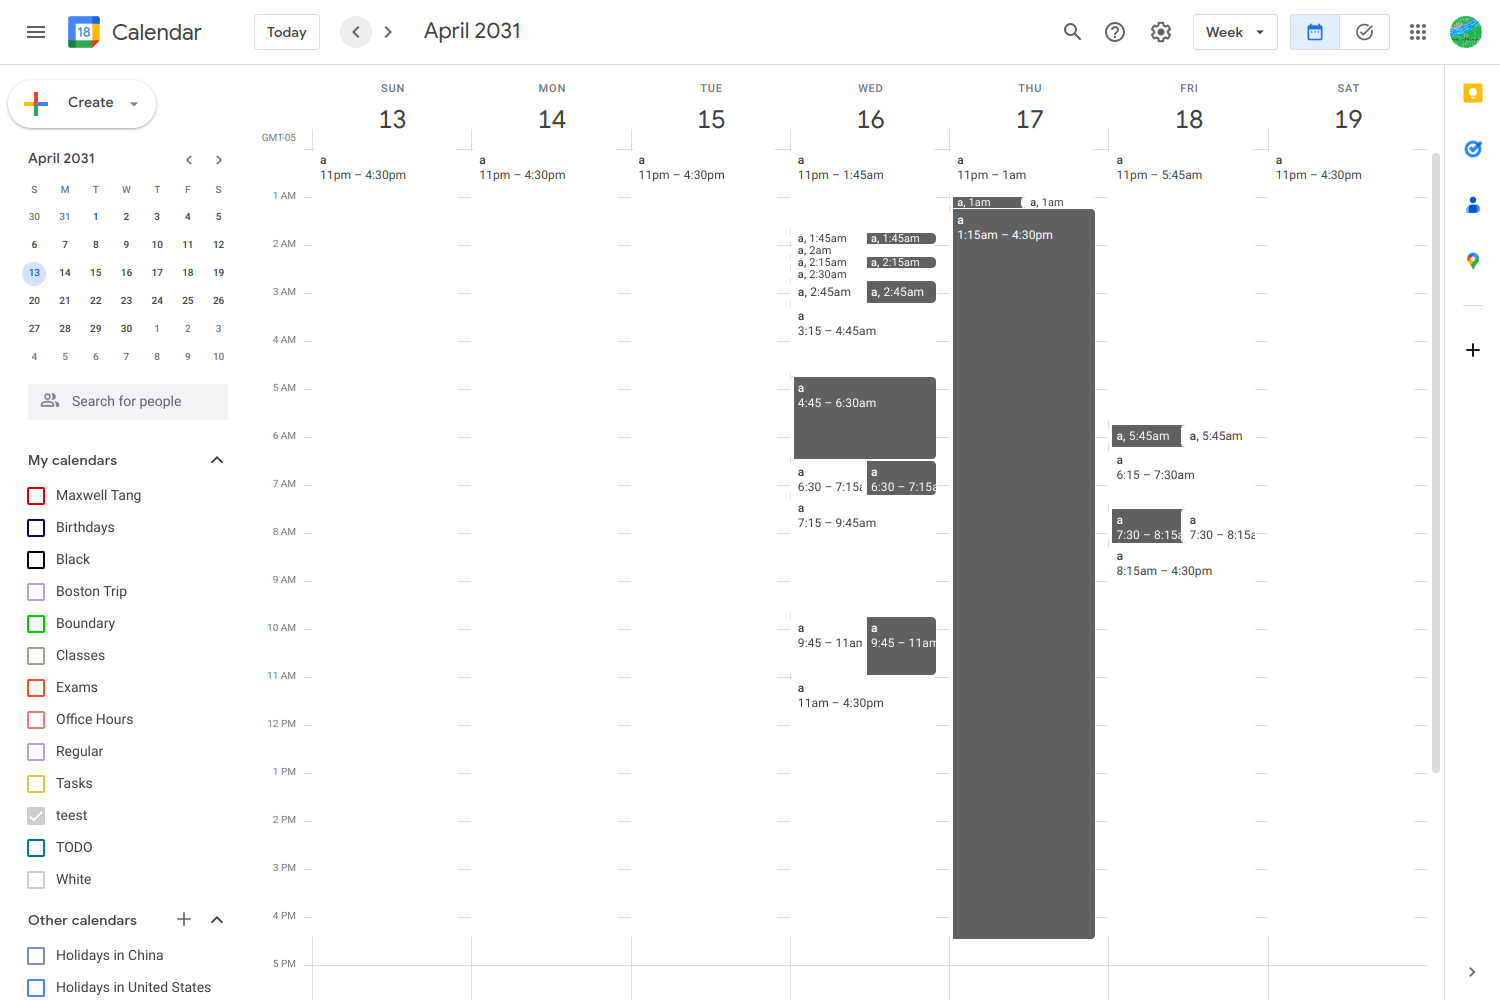 18 Calendar Today April 2031 Week
Create
April 2031
S M T W T F S
30 31 1 2 3 4 5
6 7 8 9 10 11 12
13 14 15 16 17 18 19
20 21 22 23 24 25 26
27 28 29 30 1 2 3
4 5 6 7 8 9 10
Search for people
My calendars
Maxwell Tang
Birthdays
Black
Boston Trip
Boundary
Classes
Exams
Office Hours
Regular
Tasks
teest
TODO
White
Other calendars
Holidays in China
Holidays in United States
SUN MON TUE WED THU FRI SAT
13 14 15 16 17 18 19
GMT-05
1 AM
2 AM
3 AM
4 AM
5 AM
6 AM
7 AM
8 AM
9 AM
10 AM
11 AM
12 PM
1 PM
2 PM
3 PM
4 PM
5 PM
a
11pm – 4:30pm
a
11pm – 4:30pm
a
11pm – 4:30pm
a
11pm – 1:45am
a, 1:45am
a, 1:45am
a, 2am
a, 2:15am
a, 2:15am
a, 2:30am
a, 2:45am
a, 2:45am
a
3:15 – 4:45am
a
4:45 – 6:30am
a
6:30 – 7:15a
a
6:30 – 7:15a
a
7:15 – 9:45am
a
9:45 – 11am
a
9:45 – 11am
a
11am – 4:30pm
a
11pm – 1am
a, 1am
a, 1am
a
1:15am – 4:30pm
a
11pm – 5:45am
a, 5:45am
a, 5:45am
a
6:15 – 7:30am
a
7:30 – 8:15a
a
7:30 – 8:15a
a
8:15am – 4:30pm
a
11pm – 4:30pm